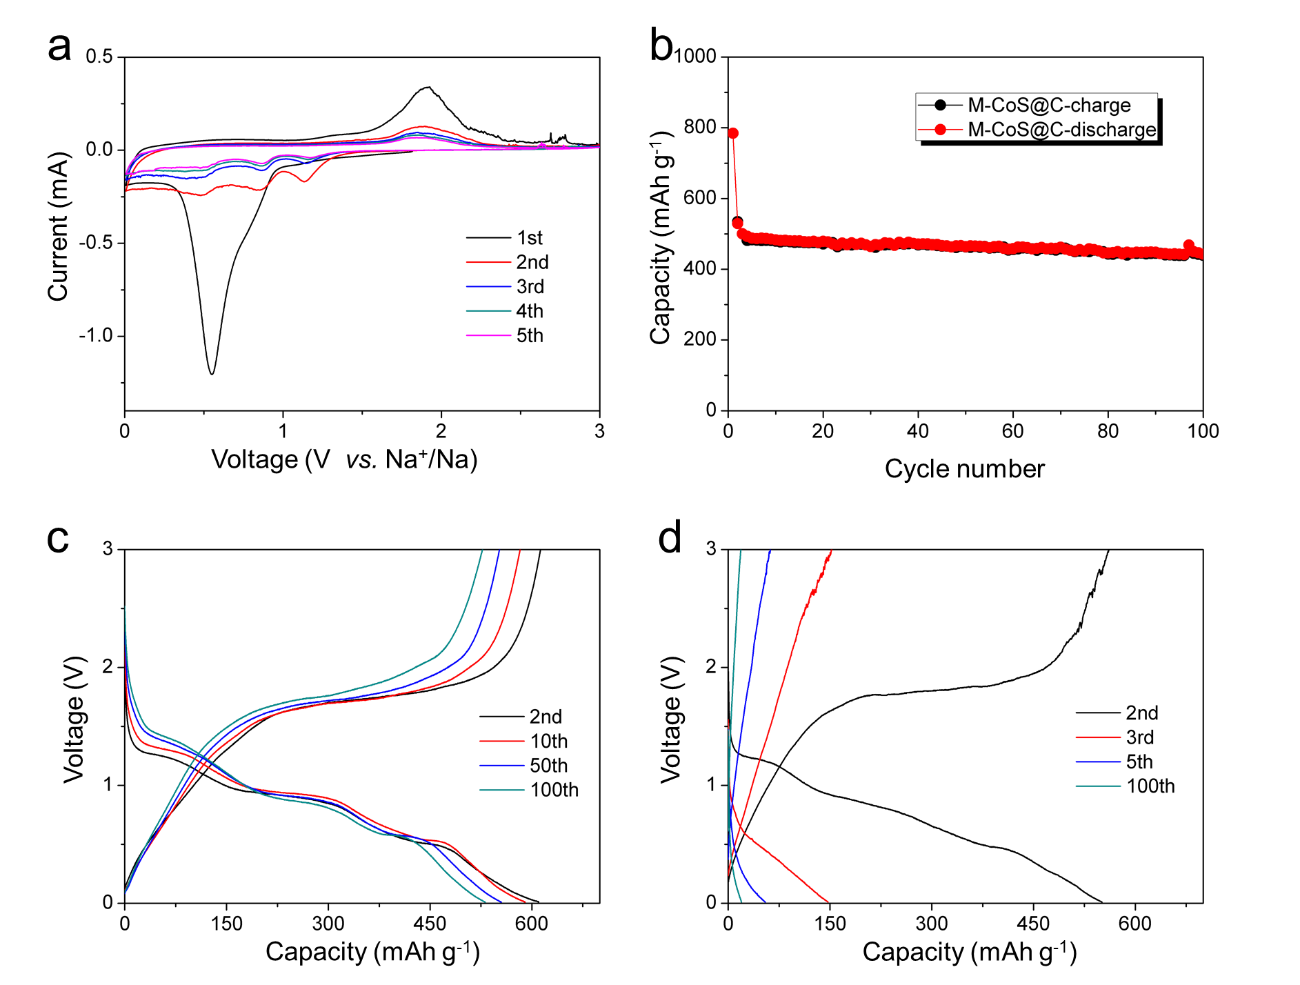 a
0.5
0.0
-0.5
-1.0
Current (mA)
1st
2nd
3rd
4th
5th
0 1 2 3
Voltage (V vs. Na⁺/Na)
b
1000
800
600
400
200
0
Capacity (mAh g⁻¹)
M-CoS@C-charge
M-CoS@C-discharge
0 20 40 60 80 100
Cycle number
c
3
2
1
0
Voltage (V)
2nd
10th
50th
100th
0 150 300 450 600
Capacity (mAh g⁻¹)
d
3
2
1
0
Voltage (V)
2nd
3rd
5th
100th
0 150 300 450 600
Capacity (mAh g⁻¹)